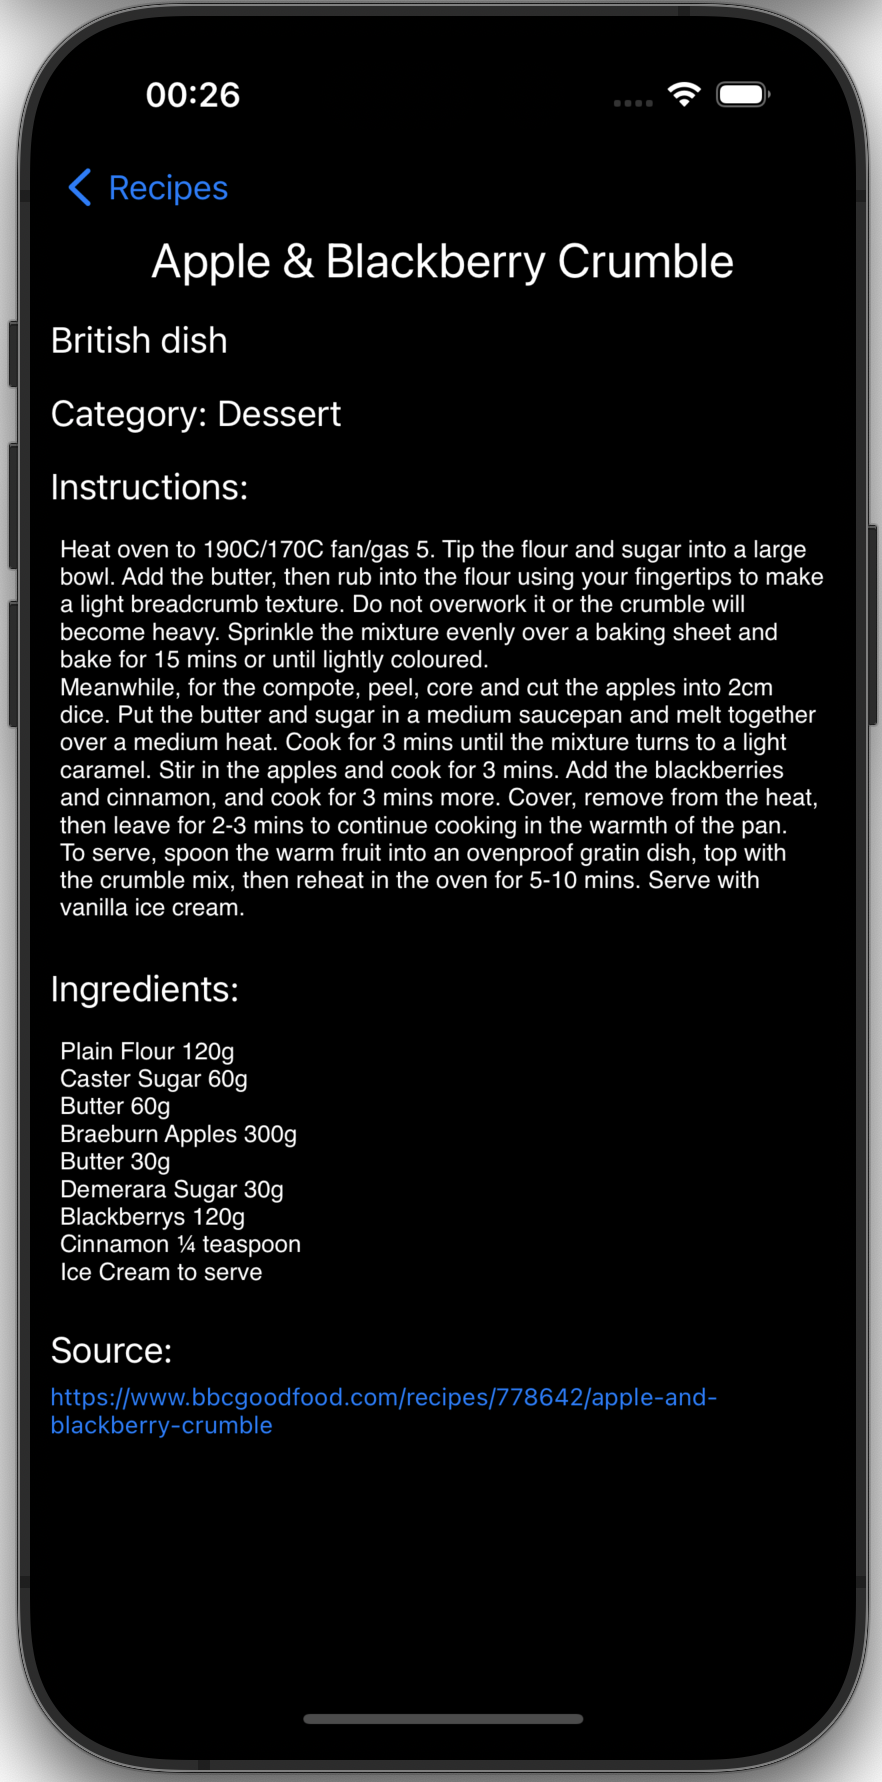 00:26
Recipes
Apple & Blackberry Crumble
British dish
Category: Dessert
Instructions:
Heat oven to 190C/170C fan/gas 5. Tip the flour and sugar into a large
bowl. Add the butter, then rub into the flour using your fingertips to make
a light breadcrumb texture. Do not overwork it or the crumble will
become heavy. Sprinkle the mixture evenly over a baking sheet and
bake for 15 mins or until lightly coloured.
Meanwhile, for the compote, peel, core and cut the apples into 2cm
dice. Put the butter and sugar in a medium saucepan and melt together
over a medium heat. Cook for 3 mins until the mixture turns to a light
caramel. Stir in the apples and cook for 3 mins. Add the blackberries
and cinnamon, and cook for 3 mins more. Cover, remove from the heat,
then leave for 2-3 mins to continue cooking in the warmth of the pan.
To serve, spoon the warm fruit into an ovenproof gratin dish, top with
the crumble mix, then reheat in the oven for 5-10 mins. Serve with
vanilla ice cream.
Ingredients:
Plain Flour 120g
Caster Sugar 60g
Butter 60g
Braeburn Apples 300g
Butter 30g
Demerara Sugar 30g
Blackberrys 120g
Cinnamon ¼ teaspoon
Ice Cream to serve
Source:
https://www.bbcgoodfood.com/recipes/778642/apple-and-
blackberry-crumble